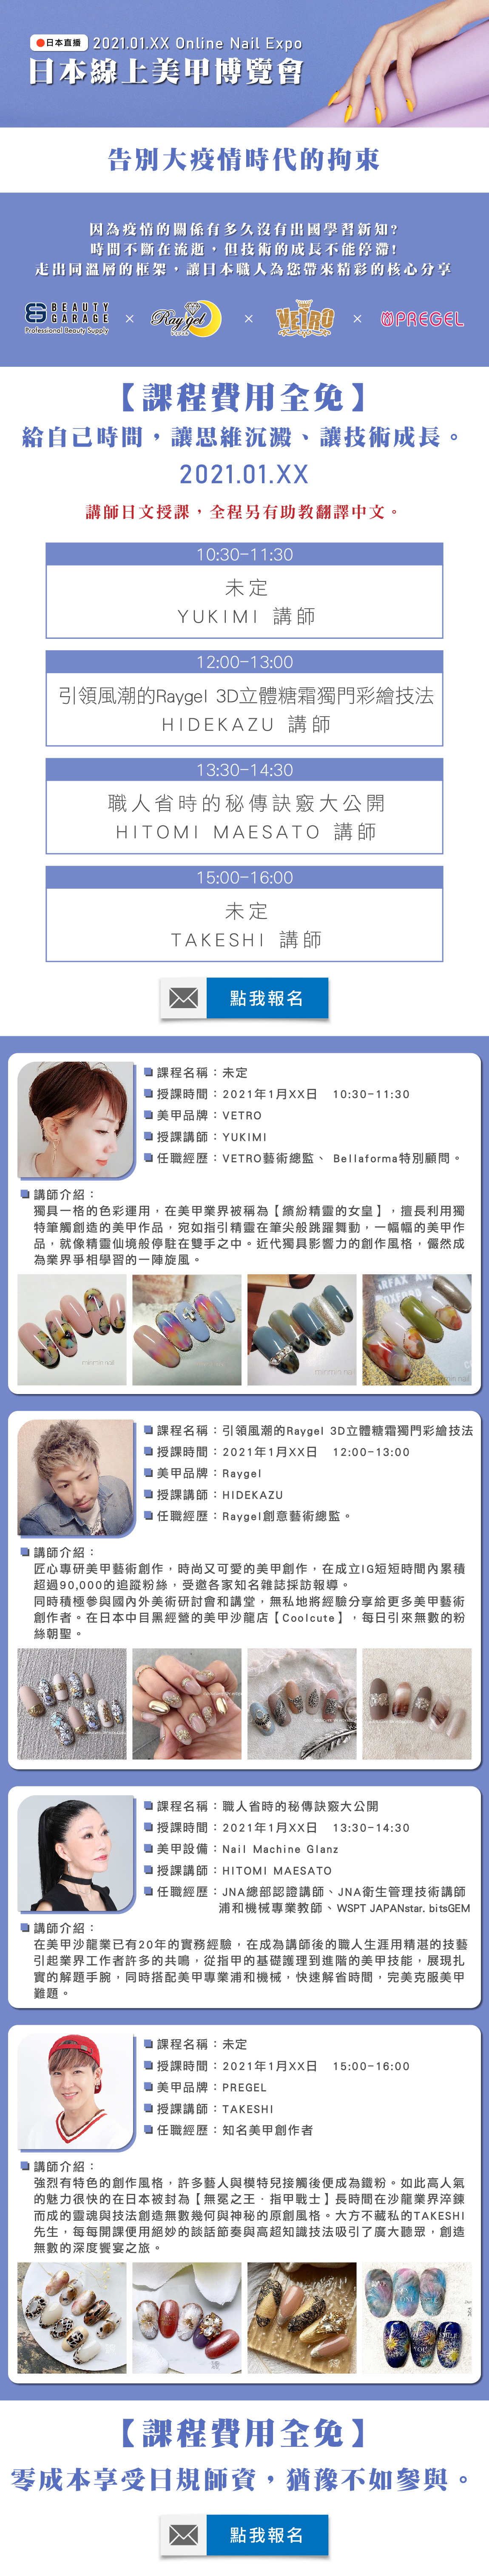 日本直播 2021.01.XX Online Nail Expo
日本線上美甲博覽會
告別大疫情時代的拘束
因為疫情的關係有多久沒有出國學習新知?
時間不斷在流逝，但技術的成長不能停滯!
走出同溫層的框架，讓日本職人為您帶來精彩的核心分享
BEAUTY GARAGE
Professional Beauty Supply
×
Raygel
×
VETRO
×
PREGEL
【課程費用全免】
給自己時間，讓思維沉澱、讓技術成長。
2021.01.XX
講師日文授課，全程另有助教翻譯中文。
10:30-11:30
未定
YUKIMI 講師
12:00-13:00
引領風潮的Raygel 3D立體糖霜獨門彩繪技法
HIDEKAZU 講師
13:30-14:30
職人省時的秘傳訣竅大公開
HITOMI MAESATO 講師
15:00-16:00
未定
TAKESHI 講師
點我報名
課程名稱：未定
授課時間：2021年1月XX日 10:30-11:30
美甲品牌：VETRO
授課講師：YUKIMI
任職經歷：VETRO藝術總監、 Bellaforma特別顧問。
講師介紹：
獨具一格的色彩運用，在美甲業界被稱為【繽紛精靈的女皇】，擅長利用獨
特筆觸創造的美甲作品，宛如指引精靈在筆尖般跳躍舞動，一幅幅的美甲作
品，就像精靈仙境般停駐在雙手之中。近代獨具影響力的創作風格，儼然成
為業界爭相學習的一陣旋風。
課程名稱：引領風潮的Raygel 3D立體糖霜獨門彩繪技法
授課時間：2021年1月XX日 12:00-13:00
美甲品牌：Raygel
授課講師：HIDEKAZU
任職經歷：Raygel創意藝術總監。
講師介紹：
匠心專研美甲藝術創作，時尚又可愛的美甲創作，在成立IG短短時間內累積
超過90,000的追蹤粉絲，受邀各家知名雜誌採訪報導。
同時積極參與國內外美術研討會和講堂，無私地將經驗分享給更多美甲藝術
創作者。在日本中目黑經營的美甲沙龍店【Coolcute】，每日引來無數的粉
絲朝聖。
課程名稱：職人省時的秘傳訣竅大公開
授課時間：2021年1月XX日 13:30-14:30
美甲設備：Nail Machine Glanz
授課講師：HITOMI MAESATO
任職經歷：JNA總部認證講師、JNA衛生管理技術講師
浦和機械專業教師、WSPT JAPANstar. bitsGEM
講師介紹：
在美甲沙龍業已有20年的實務經驗，在成為講師後的職人生涯用精湛的技藝
引起業界工作者許多的共鳴，從指甲的基礎護理到進階的美甲技能，展現扎
實的解題手腕，同時搭配美甲專業浦和機械，快速解省時間，完美克服美甲
難題。
課程名稱：未定
授課時間：2021年1月XX日 15:00-16:00
美甲品牌：PREGEL
授課講師：TAKESHI
任職經歷：知名美甲創作者
講師介紹：
強烈有特色的創作風格，許多藝人與模特兒接觸後便成為鐵粉。如此高人氣
的魅力很快的在日本被封為【無冕之王．指甲戰士】長時間在沙龍業界淬鍊
而成的靈魂與技法創造無數幾何與神秘的原創風格。大方不藏私的TAKESHI
先生，每每開課便用絕妙的談話節奏與高超知識技法吸引了廣大聽眾，創造
無數的深度饗宴之旅。
【課程費用全免】
零成本享受日規師資，猶豫不如參與。
點我報名